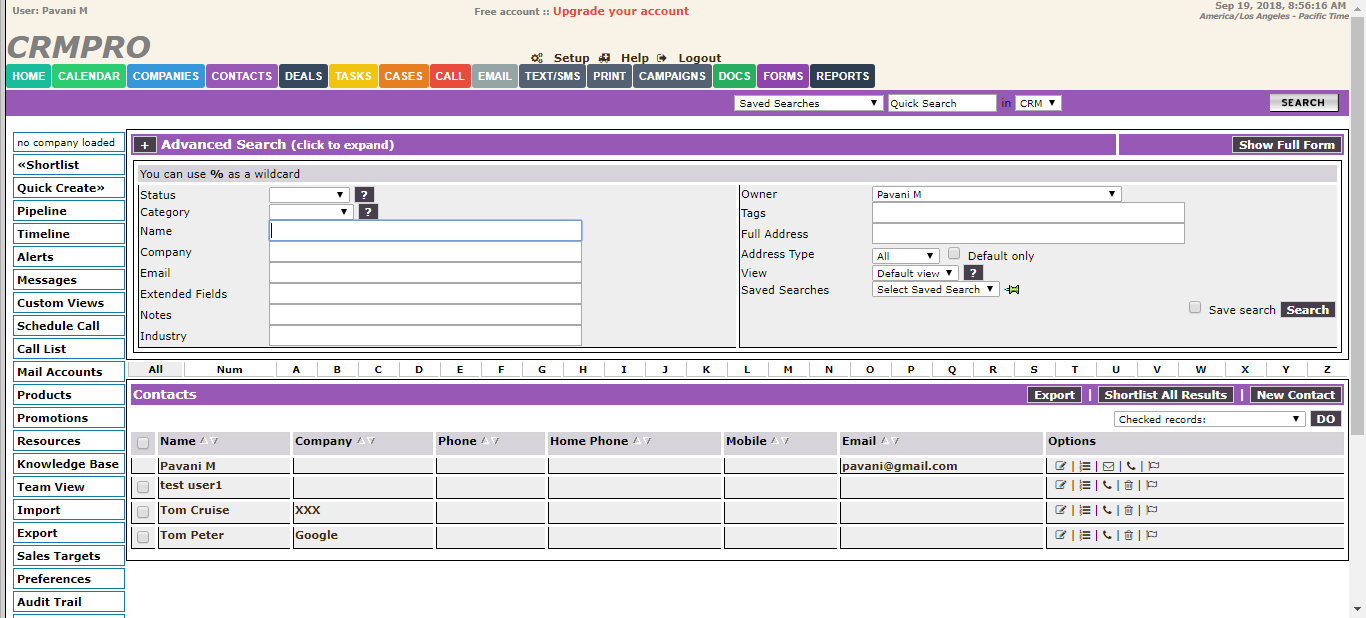 User: Pavani M
Free account :: Upgrade your account
Sep 19, 2018, 8:56:16 AM
America/Los Angeles - Pacific Time
CRMPRO
Setup Help Logout
HOME CALENDAR COMPANIES CONTACTS DEALS TASKS CASES CALL EMAIL TEXT/SMS PRINT CAMPAIGNS DOCS FORMS REPORTS
Saved Searches Quick Search in CRM SEARCH
no company loaded
«Shortlist
Quick Create»
Pipeline
Timeline
Alerts
Messages
Custom Views
Schedule Call
Call List
Mail Accounts
Products
Promotions
Resources
Knowledge Base
Team View
Import
Export
Sales Targets
Preferences
Audit Trail
+ Advanced Search (click to expand) Show Full Form
You can use % as a wildcard
Status ?
Category ?
Name
Company
Email
Extended Fields
Notes
Industry
Owner Pavani M
Tags
Full Address
Address Type All Default only
View Default view ?
Saved Searches Select Saved Search
Save search Search
All Num A B C D E F G H I J K L M N O P Q R S T U V W X Y Z
Contacts Export | Shortlist All Results | New Contact
Checked records: DO
Name Company Phone Home Phone Mobile Email Options
Pavani M pavani@gmail.com | | | |
test user1 | | | |
Tom Cruise XXX | | | |
Tom Peter Google | | | |